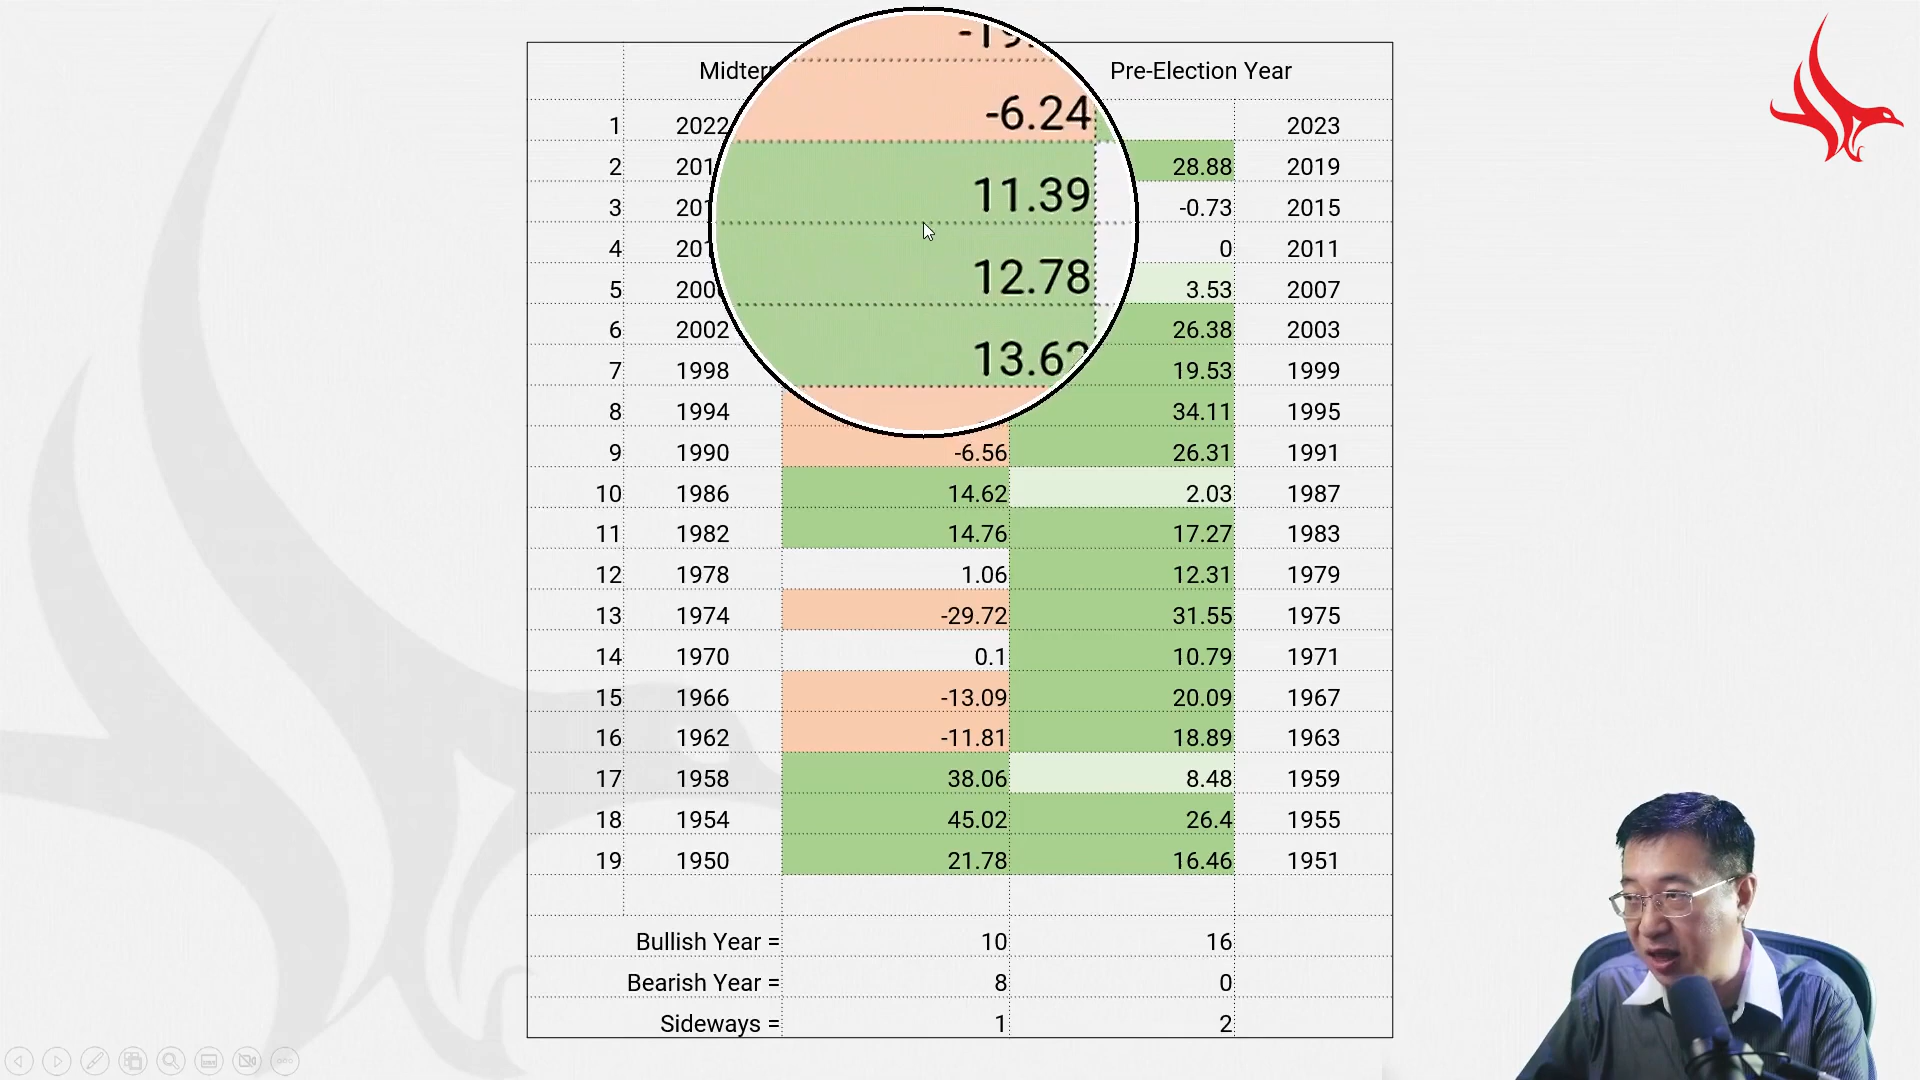 Pre-Election Year
1 2022 2023
2 28.88 2019
3 -0.73 2015
4 0 2011
5 3.53 2007
6 2002 26.38 2003
7 1998 19.53 1999
8 1994 34.11 1995
9 1990 -6.56 26.31 1991
10 1986 14.62 2.03 1987
11 1982 14.76 17.27 1983
12 1978 1.06 12.31 1979
13 1974 -29.72 31.55 1975
14 1970 0.1 10.79 1971
15 1966 -13.09 20.09 1967
16 1962 -11.81 18.89 1963
17 1958 38.06 8.48 1959
18 1954 45.02 26.4 1955
19 1950 21.78 16.46 1951
Bullish Year = 10 16
Bearish Year = 8 0
Sideways = 1 2
-6.24
11.39
12.78
13.62